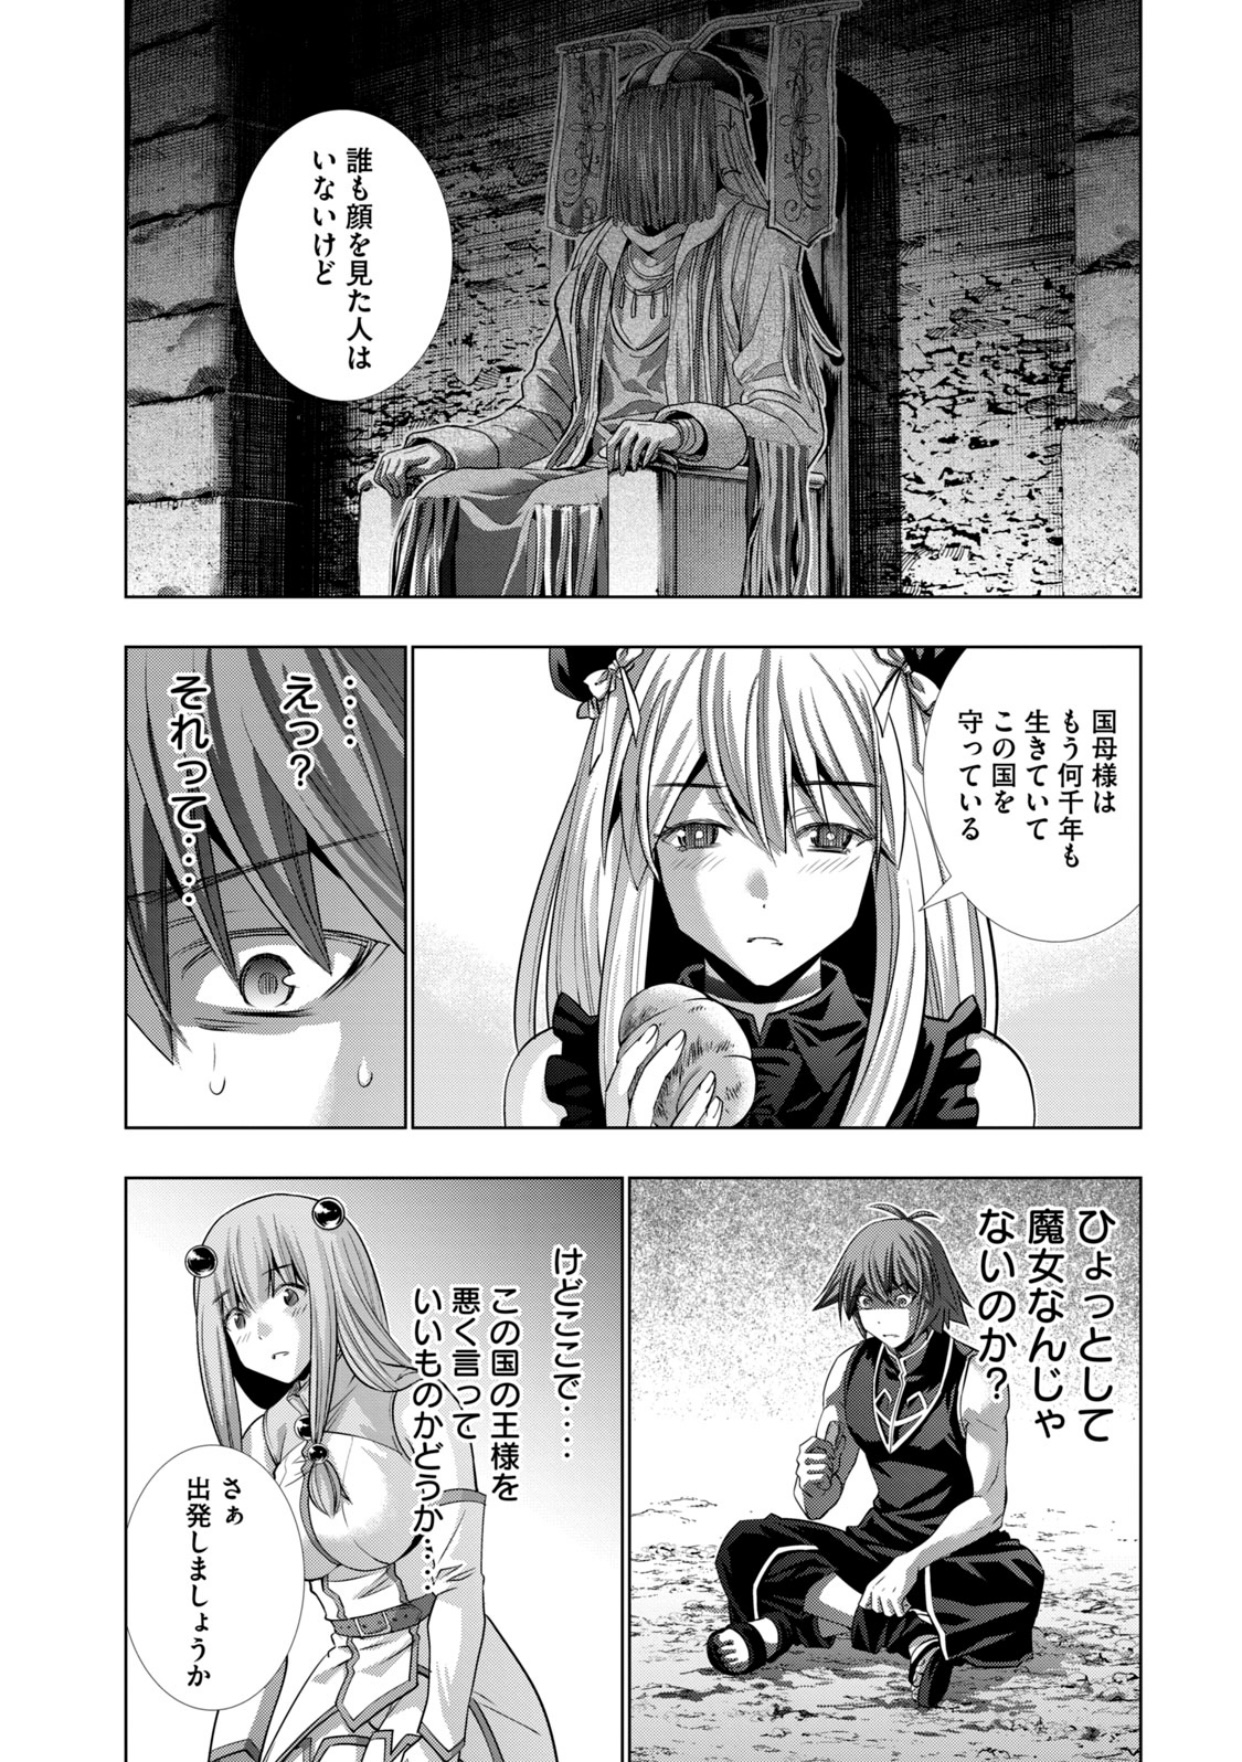 誰も顔を見た人は
いないけど
国母様は
もう何千年も
生きていて
この国を
守っている
‥‥
えっ？
それって‥‥‥
ひょっとして
魔女なんじゃ
ないのか？
けどここで‥‥
この国の王様を
悪く言って
いいものかどうか‥‥
さぁ
出発しましょうか